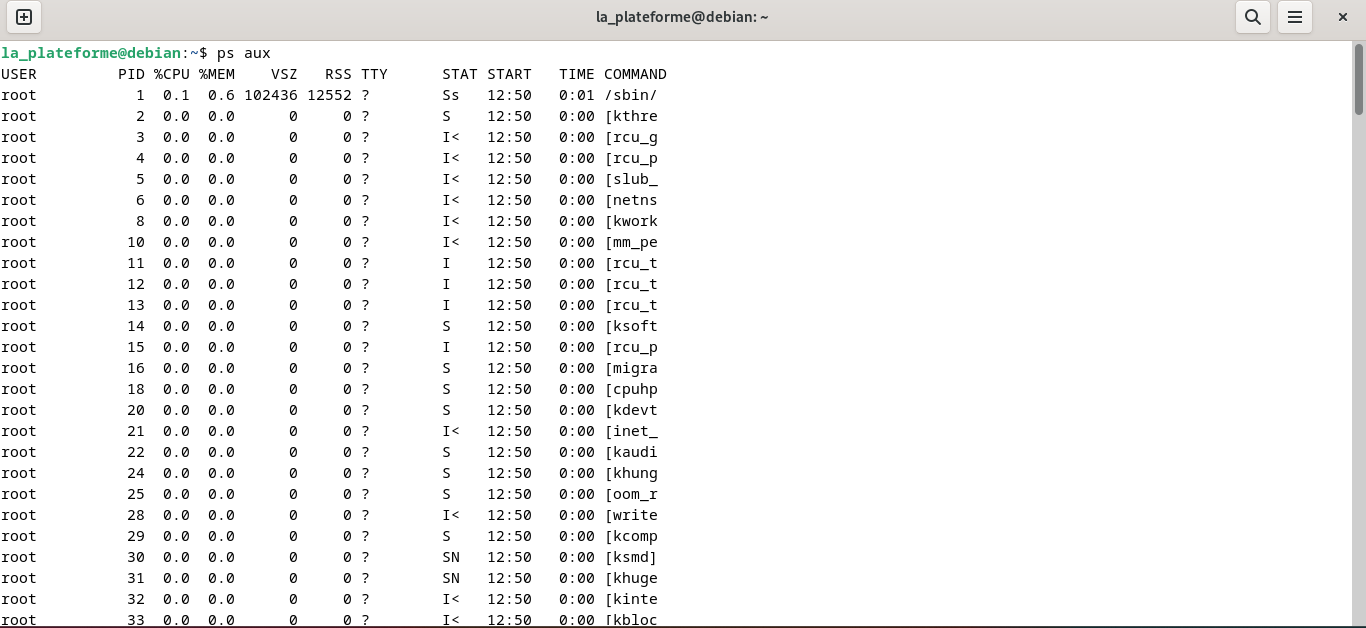 la_plateforme@debian: ~
la_plateforme@debian:~$ ps aux
USER         PID %CPU %MEM    VSZ   RSS TTY      STAT START   TIME COMMAND
root           1  0.1  0.6 102436 12552 ?        Ss   12:50   0:01 /sbin/
root           2  0.0  0.0      0     0 ?        S    12:50   0:00 [kthre
root           3  0.0  0.0      0     0 ?        I<   12:50   0:00 [rcu_g
root           4  0.0  0.0      0     0 ?        I<   12:50   0:00 [rcu_p
root           5  0.0  0.0      0     0 ?        I<   12:50   0:00 [slub_
root           6  0.0  0.0      0     0 ?        I<   12:50   0:00 [netns
root           8  0.0  0.0      0     0 ?        I<   12:50   0:00 [kwork
root          10  0.0  0.0      0     0 ?        I<   12:50   0:00 [mm_pe
root          11  0.0  0.0      0     0 ?        I    12:50   0:00 [rcu_t
root          12  0.0  0.0      0     0 ?        I    12:50   0:00 [rcu_t
root          13  0.0  0.0      0     0 ?        I    12:50   0:00 [rcu_t
root          14  0.0  0.0      0     0 ?        S    12:50   0:00 [ksoft
root          15  0.0  0.0      0     0 ?        I    12:50   0:00 [rcu_p
root          16  0.0  0.0      0     0 ?        S    12:50   0:00 [migra
root          18  0.0  0.0      0     0 ?        S    12:50   0:00 [cpuhp
root          20  0.0  0.0      0     0 ?        S    12:50   0:00 [kdevt
root          21  0.0  0.0      0     0 ?        I<   12:50   0:00 [inet_
root          22  0.0  0.0      0     0 ?        S    12:50   0:00 [kaudi
root          24  0.0  0.0      0     0 ?        S    12:50   0:00 [khung
root          25  0.0  0.0      0     0 ?        S    12:50   0:00 [oom_r
root          28  0.0  0.0      0     0 ?        I<   12:50   0:00 [write
root          29  0.0  0.0      0     0 ?        S    12:50   0:00 [kcomp
root          30  0.0  0.0      0     0 ?        SN   12:50   0:00 [ksmd]
root          31  0.0  0.0      0     0 ?        SN   12:50   0:00 [khuge
root          32  0.0  0.0      0     0 ?        I<   12:50   0:00 [kinte
root          33  0.0  0.0      0     0 ?        I<   12:50   0:00 [kbloc